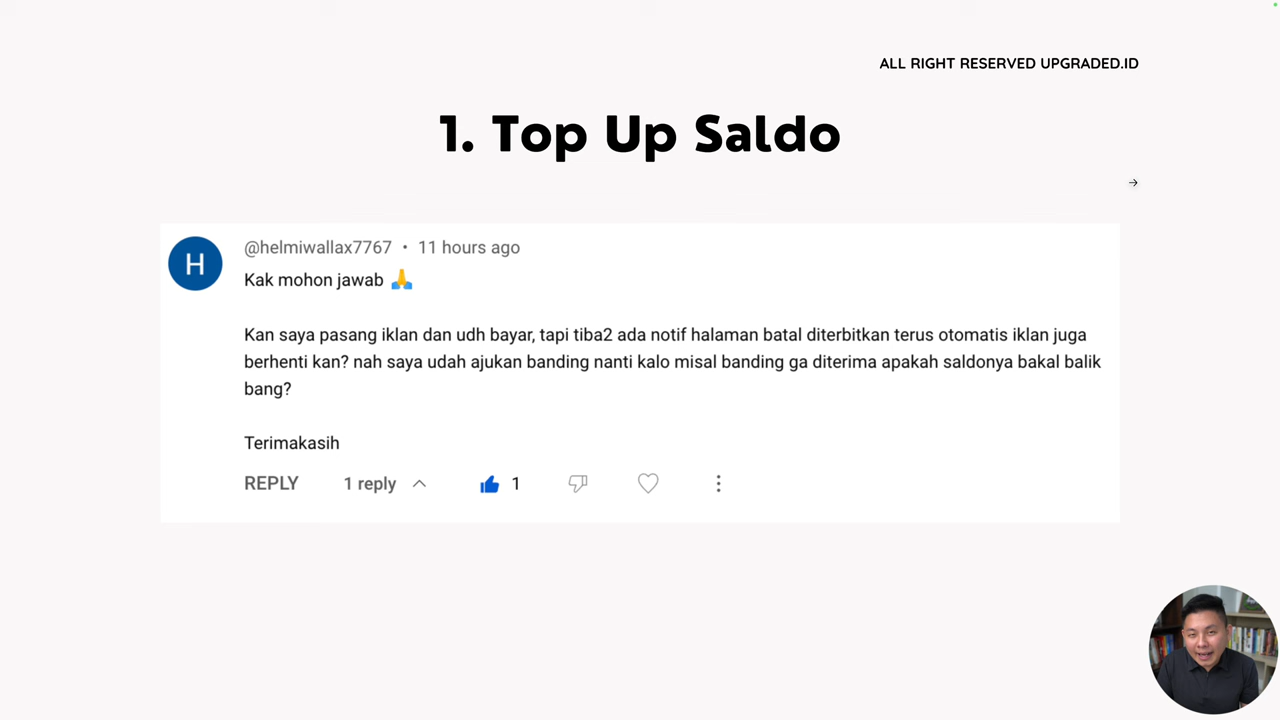 ALL RIGHT RESERVED UPGRADED.ID
1. Top Up Saldo
H
@helmiwallax7767 • 11 hours ago
Kak mohon jawab 🙏
Kan saya pasang iklan dan udh bayar, tapi tiba2 ada notif halaman batal diterbitkan terus otomatis iklan juga
berhenti kan? nah saya udah ajukan banding nanti kalo misal banding ga diterima apakah saldonya bakal balik
bang?
Terimakasih
REPLY 1 reply 1